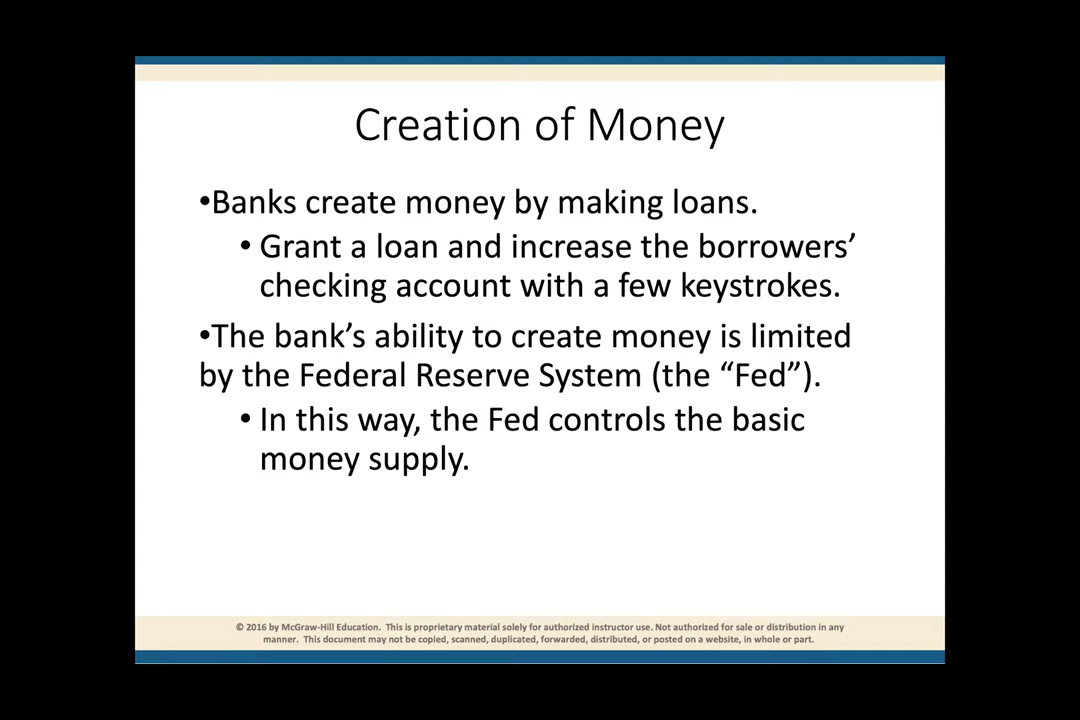 Creation of Money
•Banks create money by making loans.
• Grant a loan and increase the borrowers’
checking account with a few keystrokes.
•The bank’s ability to create money is limited
by the Federal Reserve System (the “Fed”).
• In this way, the Fed controls the basic
money supply.
© 2016 by McGraw-Hill Education. This is proprietary material solely for authorized instructor use. Not authorized for sale or distribution in any
manner. This document may not be copied, scanned, duplicated, forwarded, distributed, or posted on a website, in whole or part.